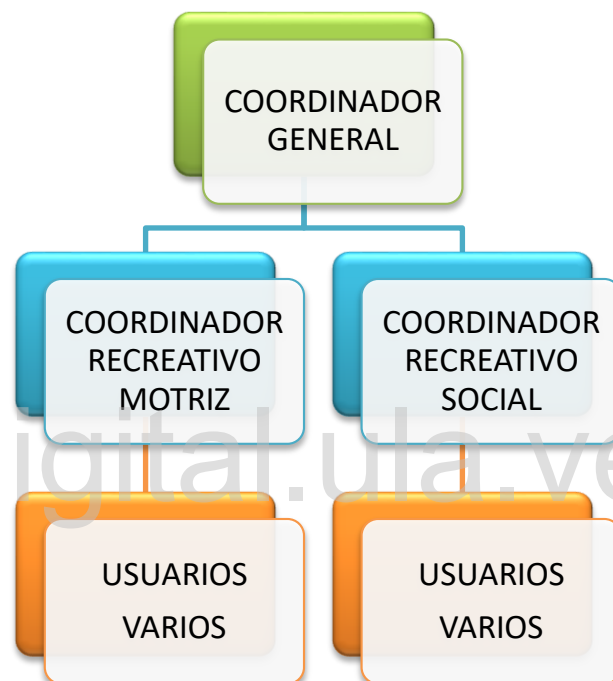 COORDINADOR
GENERAL
COORDINADOR
RECREATIVO
MOTRIZ
COORDINADOR
RECREATIVO
SOCIAL
igital.ula.ve
USUARIOS
VARIOS
USUARIOS
VARIOS